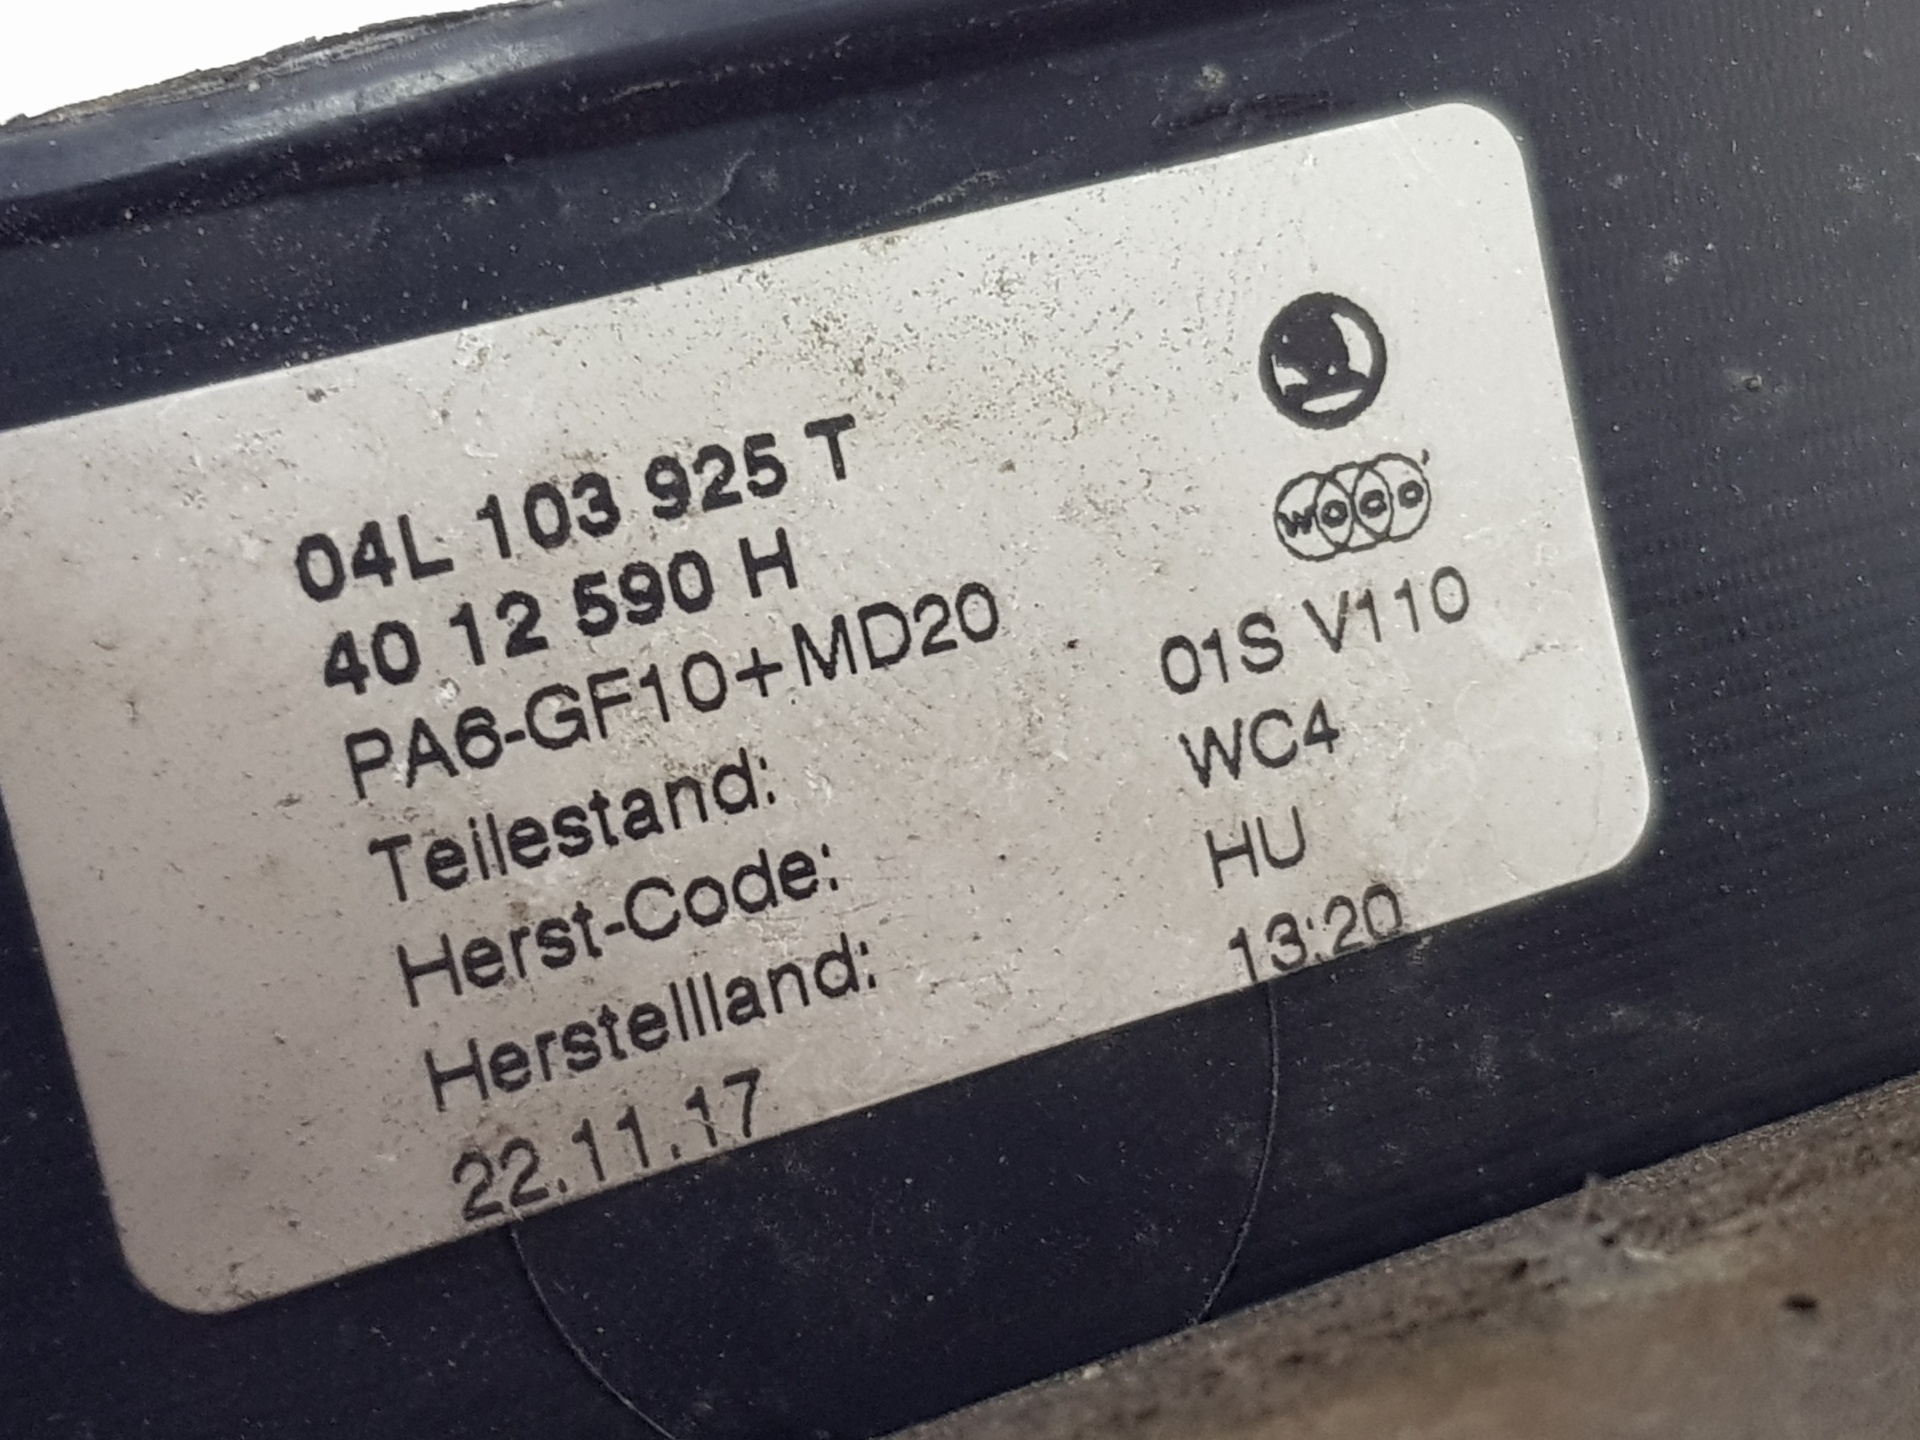 04L 103 925 T
40 12 590 H
woco
PA6-GF10+MD20
Teilestand: 01S V110
Herst-Code: WC4
Herstellland: HU
22.11.17 13:20